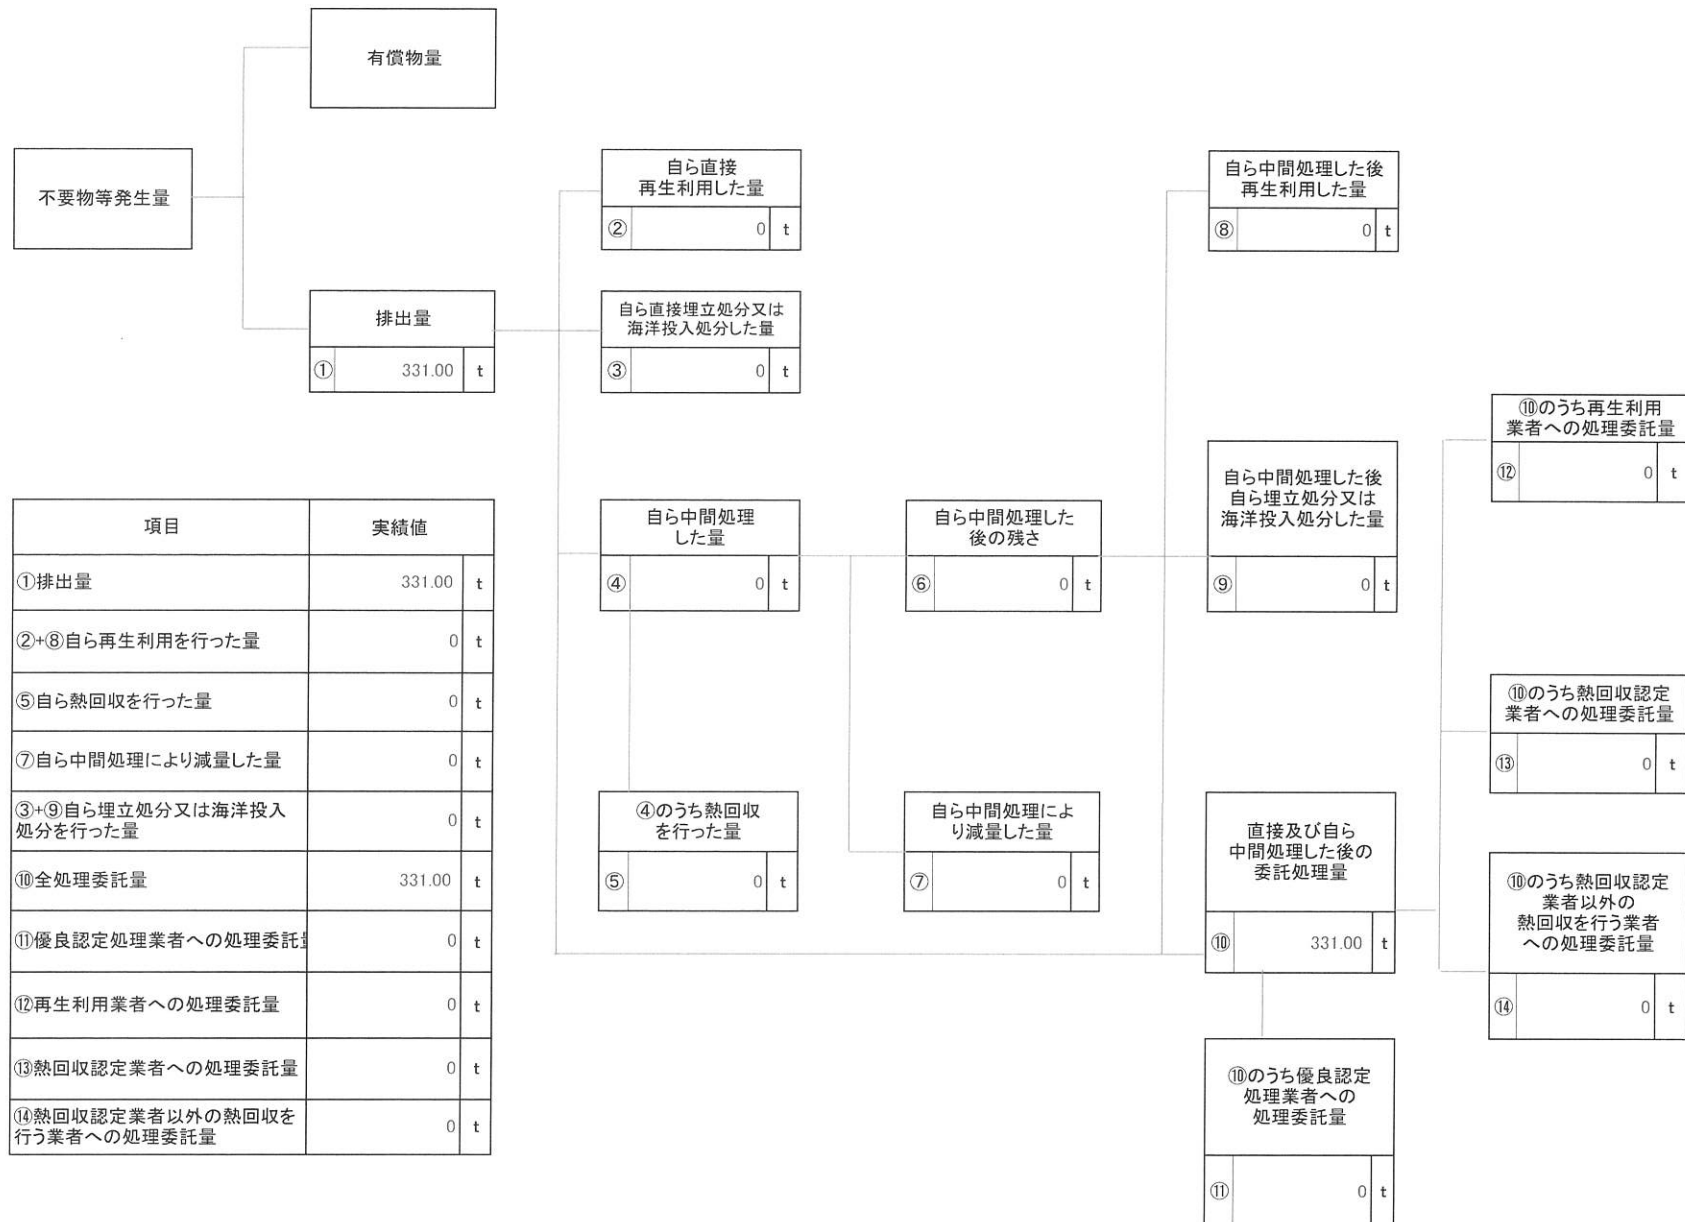 有償物量
不要物等発生量
排出量
① 331.00 t
自ら直接
再生利用した量
② 0 t
自ら直接埋立処分又は
海洋投入処分した量
③ 0 t
自ら中間処理
した量
④ 0 t
④のうち熱回収
を行った量
⑤ 0 t
自ら中間処理した
後の残さ
⑥ 0 t
自ら中間処理によ
り減量した量
⑦ 0 t
自ら中間処理した後
再生利用した量
⑧ 0 t
自ら中間処理した後
自ら埋立処分又は
海洋投入処分した量
⑨ 0 t
直接及び自ら
中間処理した後の
委託処理量
⑩ 331.00 t
⑩のうち優良認定
処理業者への
処理委託量
⑪ 0 t
⑩のうち再生利用
業者への処理委託量
⑫ 0 t
⑩のうち熱回収認定
業者への処理委託量
⑬ 0 t
⑩のうち熱回収認定
業者以外の
熱回収を行う業者
への処理委託量
⑭ 0 t
項目 実績値
①排出量 331.00 t
②+⑧自ら再生利用を行った量 0 t
⑤自ら熱回収を行った量 0 t
⑦自ら中間処理により減量した量 0 t
③+⑨自ら埋立処分又は海洋投入
処分を行った量 0 t
⑩全処理委託量 331.00 t
⑪優良認定処理業者への処理委託量 0 t
⑫再生利用業者への処理委託量 0 t
⑬熱回収認定業者への処理委託量 0 t
⑭熱回収認定業者以外の熱回収を
行う業者への処理委託量 0 t